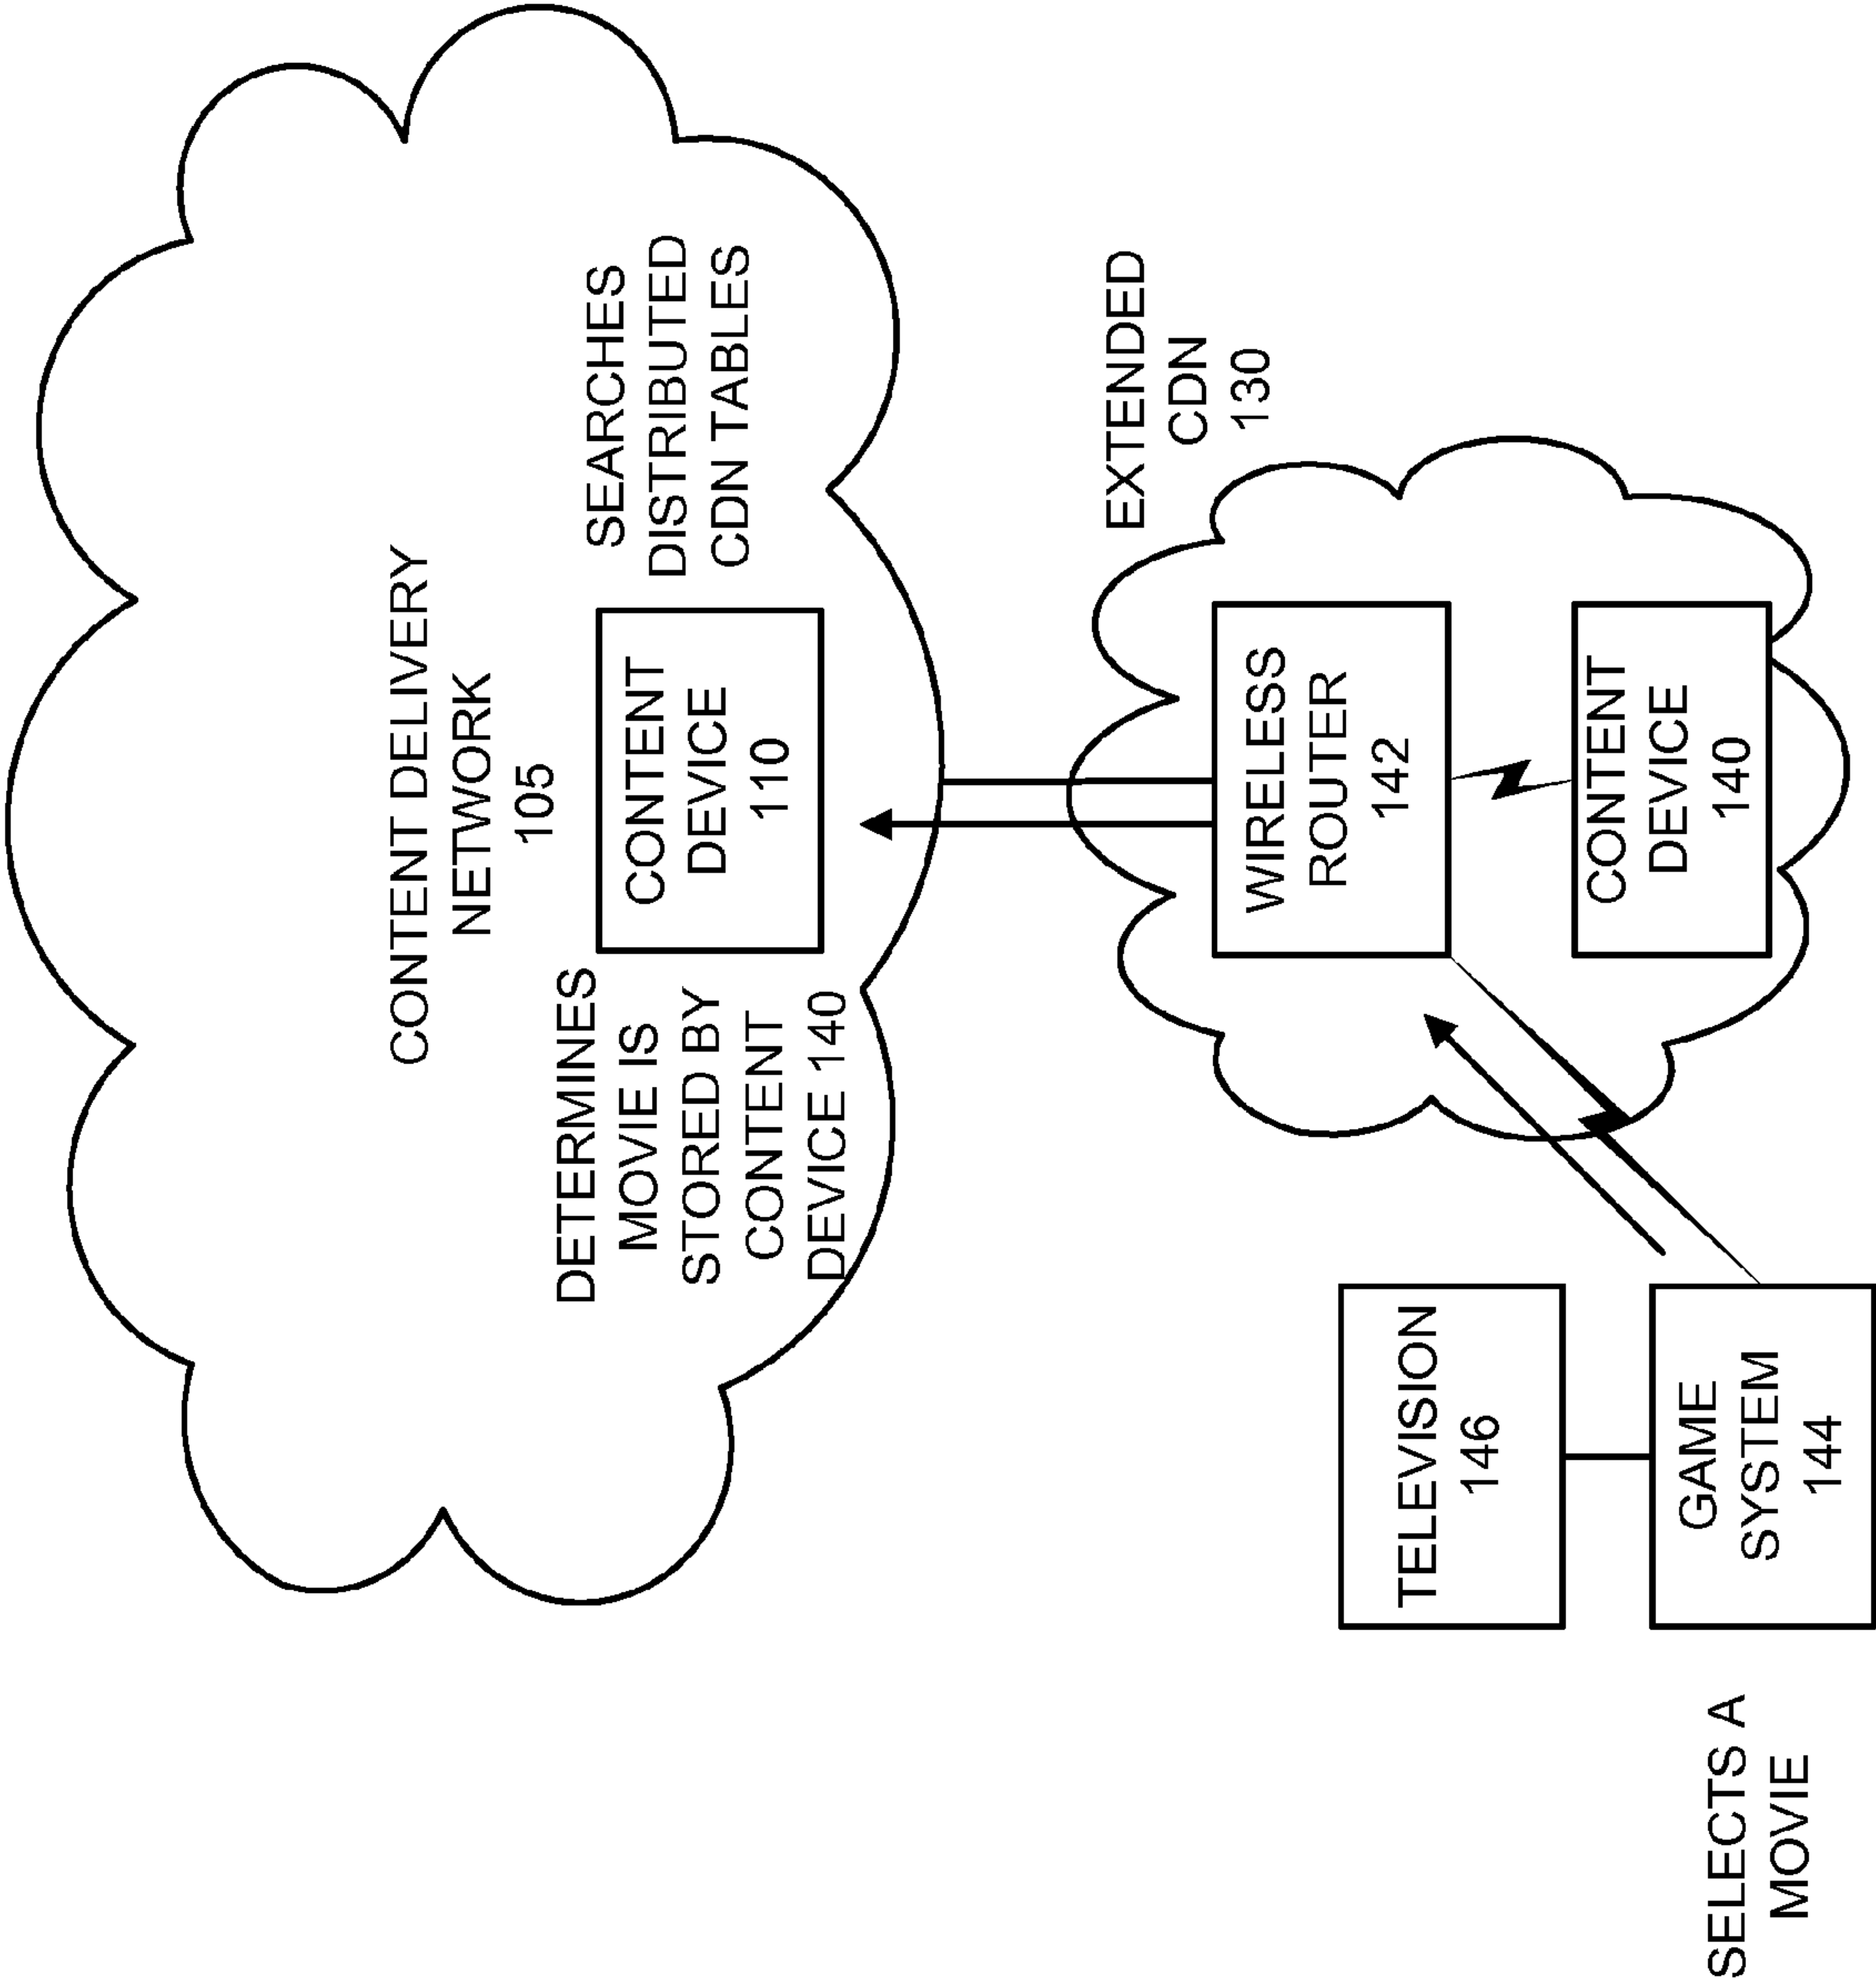 CONTENT DELIVERY
NETWORK
105
DETERMINES
MOVIE IS
STORED BY
CONTENT
DEVICE 140
CONTENT
DEVICE
110
SEARCHES
DISTRIBUTED
CDN TABLES
EXTENDED
CDN
130
WIRELESS
ROUTER
142
CONTENT
DEVICE
140
TELEVISION
146
GAME
SYSTEM
144
SELECTS A
MOVIE